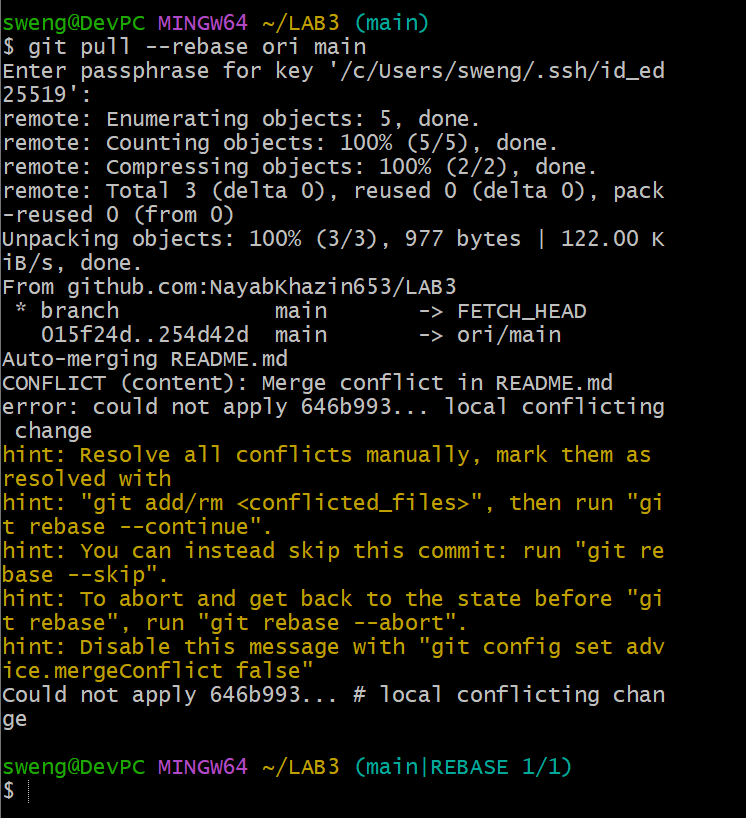 sweng@DevPC MINGW64 ~/LAB3 (main)
$ git pull --rebase ori main
Enter passphrase for key '/c/Users/sweng/.ssh/id_ed
25519':
remote: Enumerating objects: 5, done.
remote: Counting objects: 100% (5/5), done.
remote: Compressing objects: 100% (2/2), done.
remote: Total 3 (delta 0), reused 0 (delta 0), pack
-reused 0 (from 0)
Unpacking objects: 100% (3/3), 977 bytes | 122.00 K
iB/s, done.
From github.com:NayabKhazin653/LAB3
 * branch            main       -> FETCH_HEAD
   015f24d..254d42d  main       -> ori/main
Auto-merging README.md
CONFLICT (content): Merge conflict in README.md
error: could not apply 646b993... local conflicting
 change
hint: Resolve all conflicts manually, mark them as
resolved with
hint: "git add/rm <conflicted_files>", then run "gi
t rebase --continue".
hint: You can instead skip this commit: run "git re
base --skip".
hint: To abort and get back to the state before "gi
t rebase", run "git rebase --abort".
hint: Disable this message with "git config set adv
ice.mergeConflict false"
Could not apply 646b993... # local conflicting chan
ge
sweng@DevPC MINGW64 ~/LAB3 (main|REBASE 1/1)
$